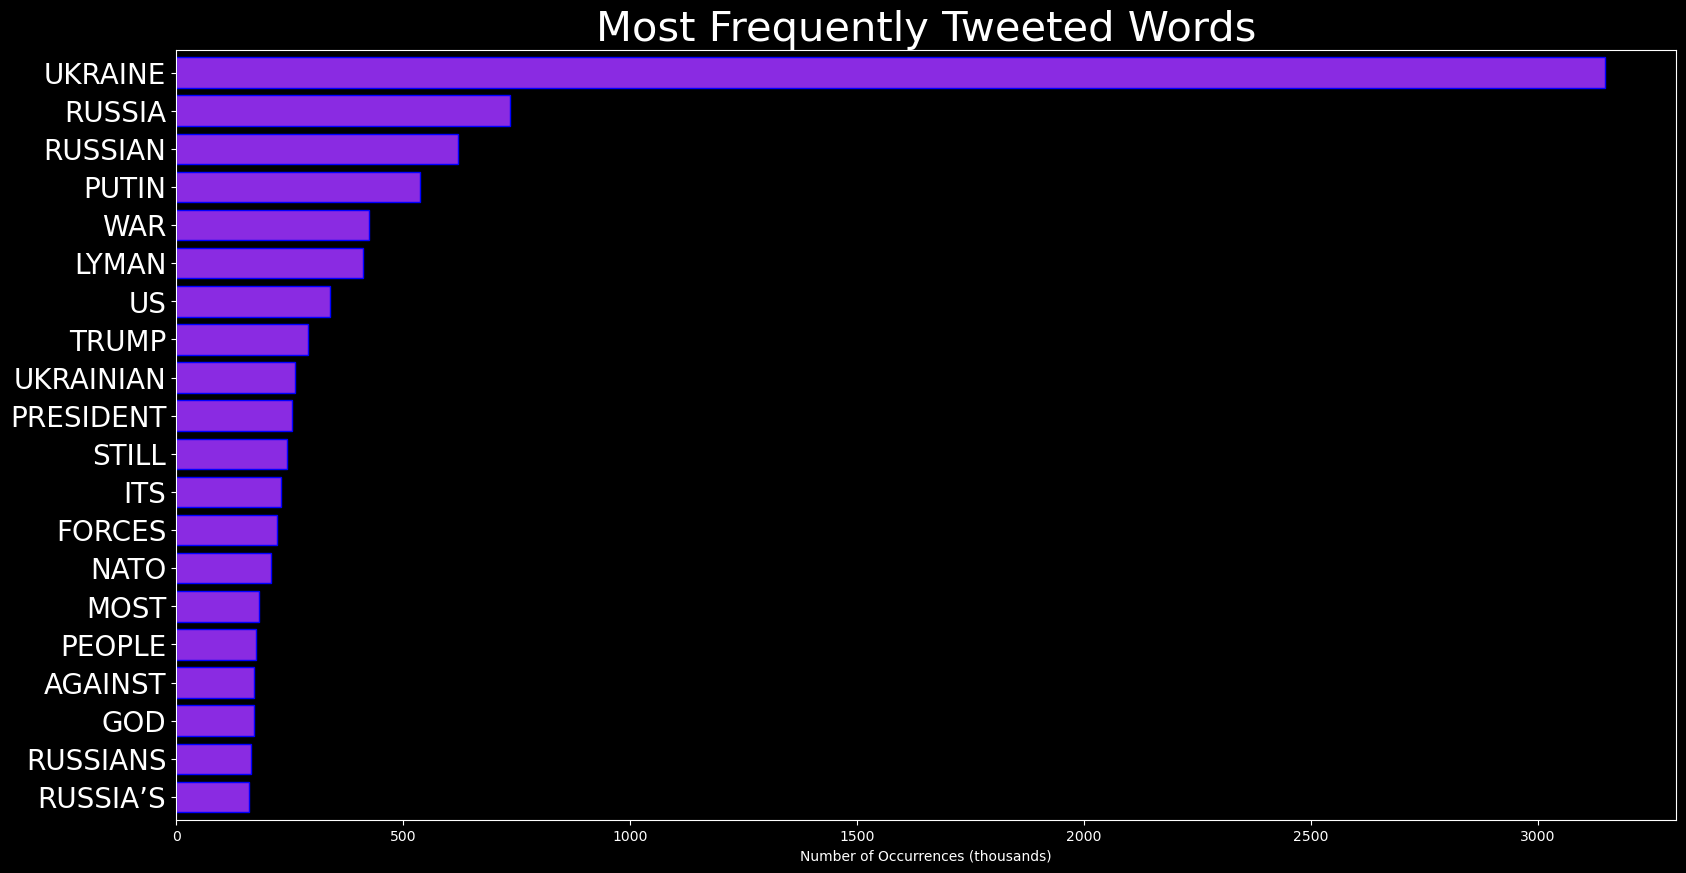 Most Frequently Tweeted Words
UKRAINE
RUSSIA
RUSSIAN
PUTIN
WAR
LYMAN
US
TRUMP
UKRAINIAN
PRESIDENT
STILL
ITS
FORCES
NATO
MOST
PEOPLE
AGAINST
GOD
RUSSIANS
RUSSIA’S
0 500 1000 1500 2000 2500 3000
Number of Occurrences (thousands)